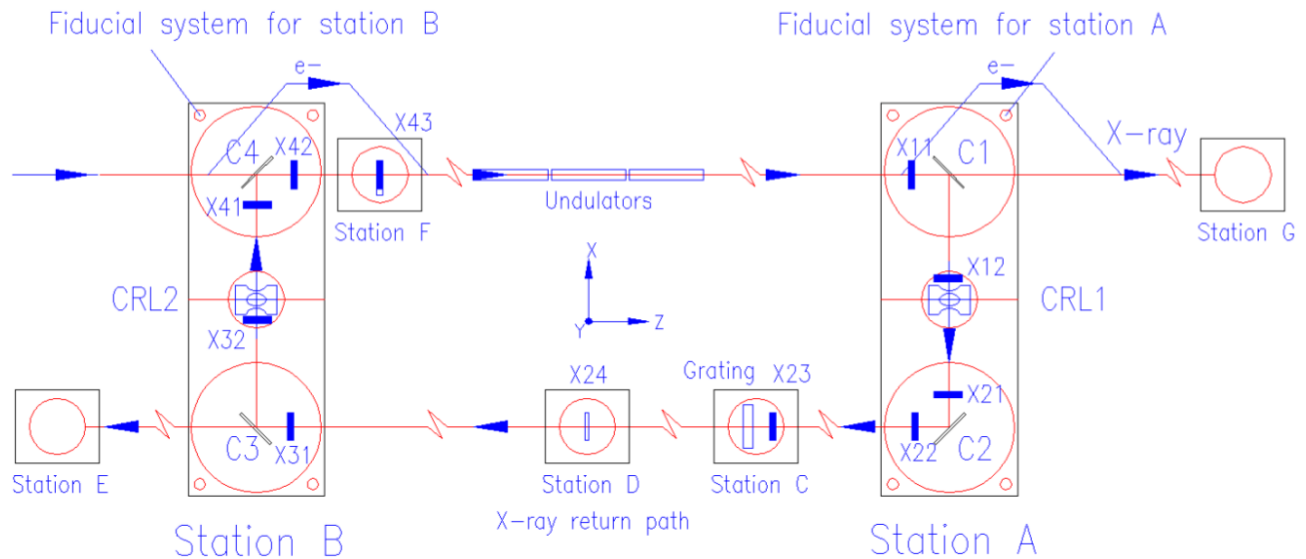 Fiducial system for station B
Fiducial system for station A
e-
e-
X43
X-ray
C4
X42
X11
C1
X41
Undulators
Station F
Station G
X
X12
CRL2
CRL1
Y
Z
X32
X24
Grating
X23
X21
C3
X31
X22
C2
Station E
Station D
Station C
X-ray return path
Station B
Station A